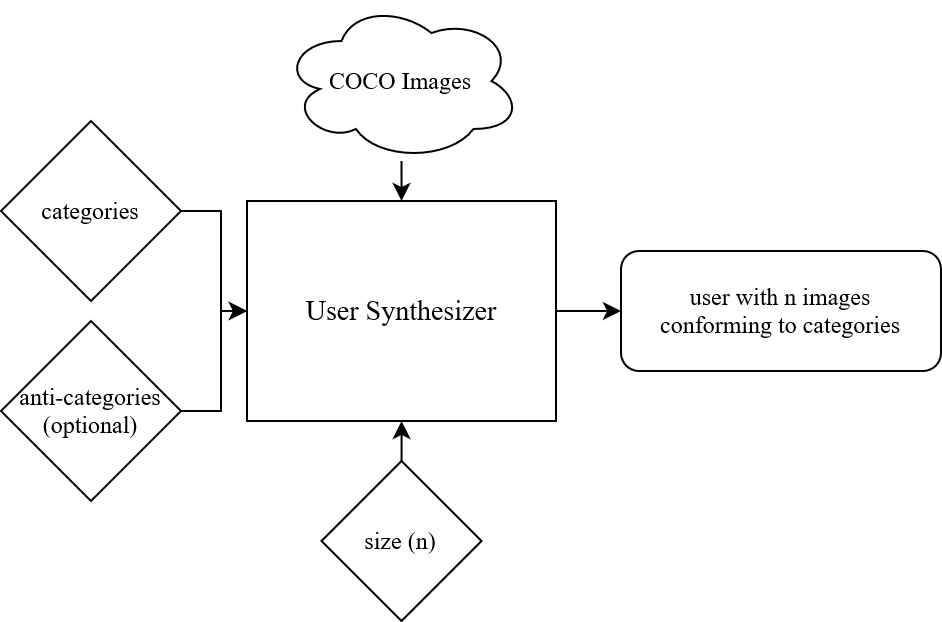 COCO Images
categories
User Synthesizer
user with n images
conforming to categories
anti-categories
(optional)
size (n)